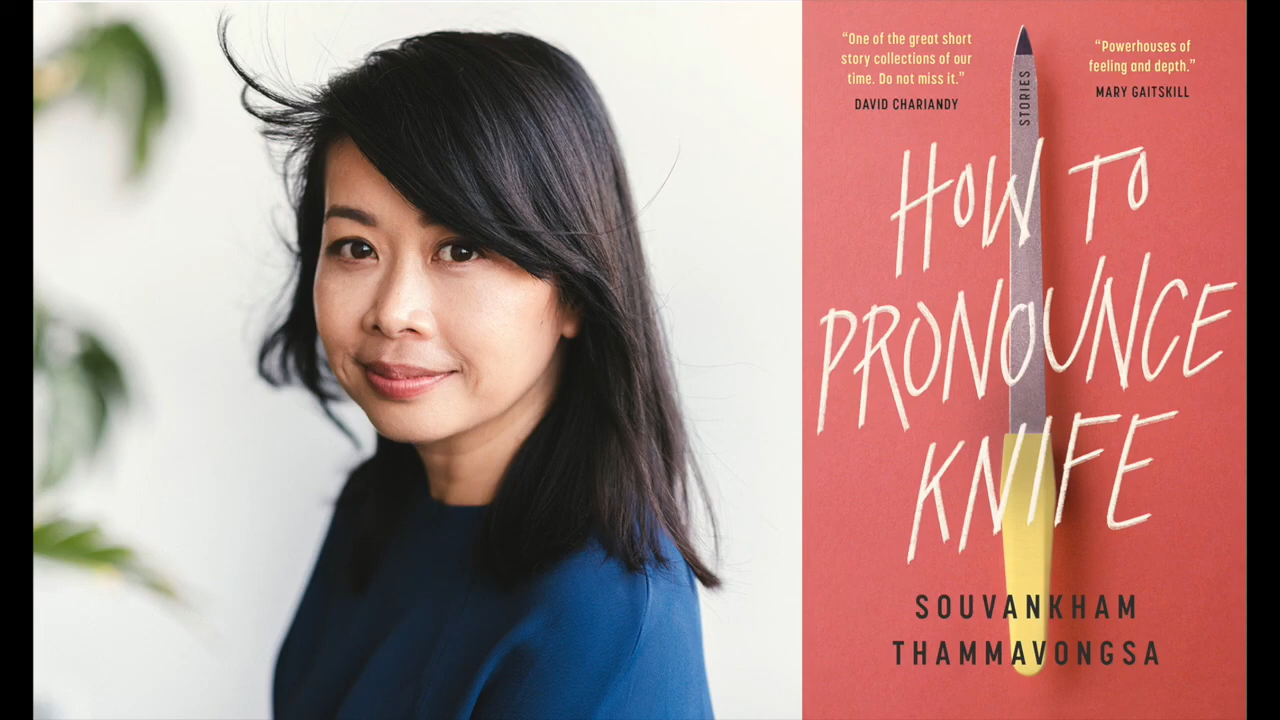 “One of the great short
story collections of our
time. Do not miss it.”
DAVID CHARIANDY
“Powerhouses of
feeling and depth.”
MARY GAITSKILL
STORIES
HOW TO
PRONOUNCE
KNIFE
SOUVANKHAM
THAMMAVONGSA